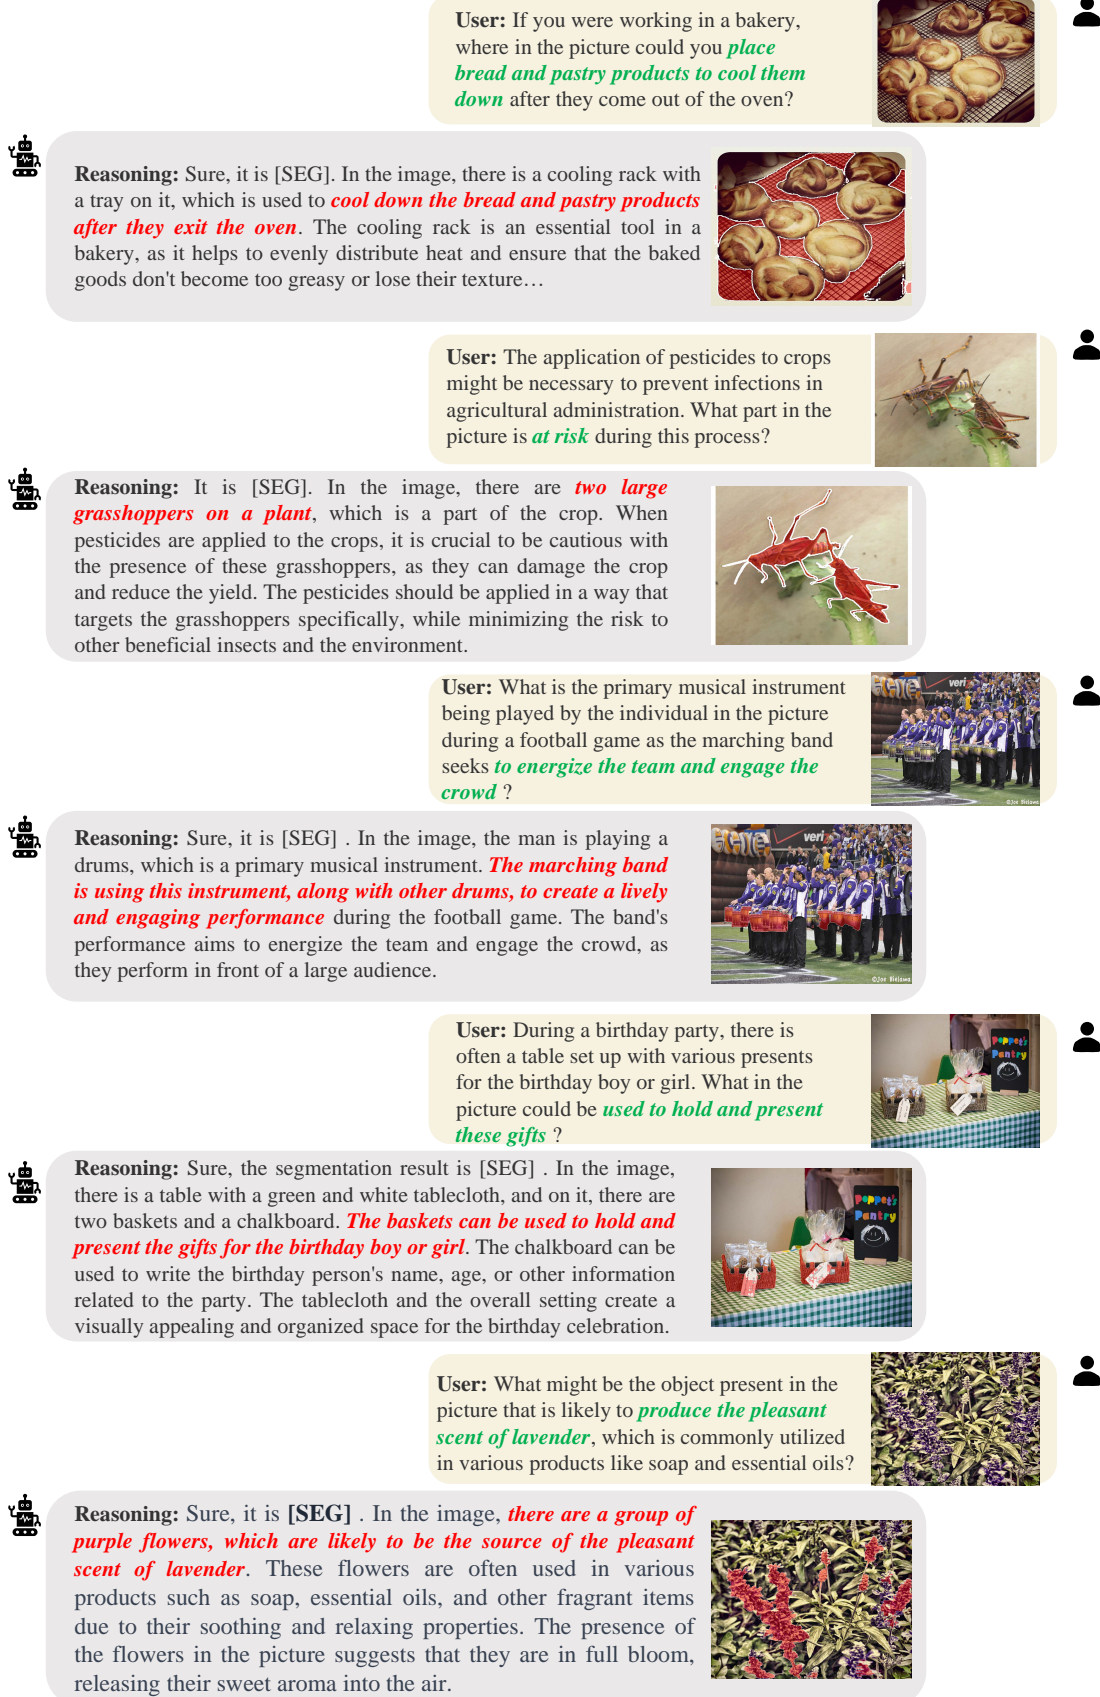 User: If you were working in a bakery,
where in the picture could you place
bread and pastry products to cool them
down after they come out of the oven?
Reasoning: Sure, it is [SEG]. In the image, there is a cooling rack with
a tray on it, which is used to cool down the bread and pastry products
after they exit the oven. The cooling rack is an essential tool in a
bakery, as it helps to evenly distribute heat and ensure that the baked
goods don't become too greasy or lose their texture…
User: The application of pesticides to crops
might be necessary to prevent infections in
agricultural administration. What part in the
picture is at risk during this process?
Reasoning: It is [SEG]. In the image, there are two large
grasshoppers on a plant, which is a part of the crop. When
pesticides are applied to the crops, it is crucial to be cautious with
the presence of these grasshoppers, as they can damage the crop
and reduce the yield. The pesticides should be applied in a way that
targets the grasshoppers specifically, while minimizing the risk to
other beneficial insects and the environment.
User: What is the primary musical instrument
being played by the individual in the picture
during a football game as the marching band
seeks to energize the team and engage the
crowd ?
veri
©Joe Bielawa
Reasoning: Sure, it is [SEG] . In the image, the man is playing a
drums, which is a primary musical instrument. The marching band
is using this instrument, along with other drums, to create a lively
and engaging performance during the football game. The band's
performance aims to energize the team and engage the crowd, as
they perform in front of a large audience.
veri
©Joe Bielawa
User: During a birthday party, there is
often a table set up with various presents
for the birthday boy or girl. What in the
picture could be used to hold and present
these gifts ?
Poppet's
Pantry
Reasoning: Sure, the segmentation result is [SEG] . In the image,
there is a table with a green and white tablecloth, and on it, there are
two baskets and a chalkboard. The baskets can be used to hold and
present the gifts for the birthday boy or girl. The chalkboard can be
used to write the birthday person's name, age, or other information
related to the party. The tablecloth and the overall setting create a
visually appealing and organized space for the birthday celebration.
Poppet's
Pantry
User: What might be the object present in the
picture that is likely to produce the pleasant
scent of lavender, which is commonly utilized
in various products like soap and essential oils?
Reasoning: Sure, it is [SEG] . In the image, there are a group of
purple flowers, which are likely to be the source of the pleasant
scent of lavender. These flowers are often used in various
products such as soap, essential oils, and other fragrant items
due to their soothing and relaxing properties. The presence of
the flowers in the picture suggests that they are in full bloom,
releasing their sweet aroma into the air.